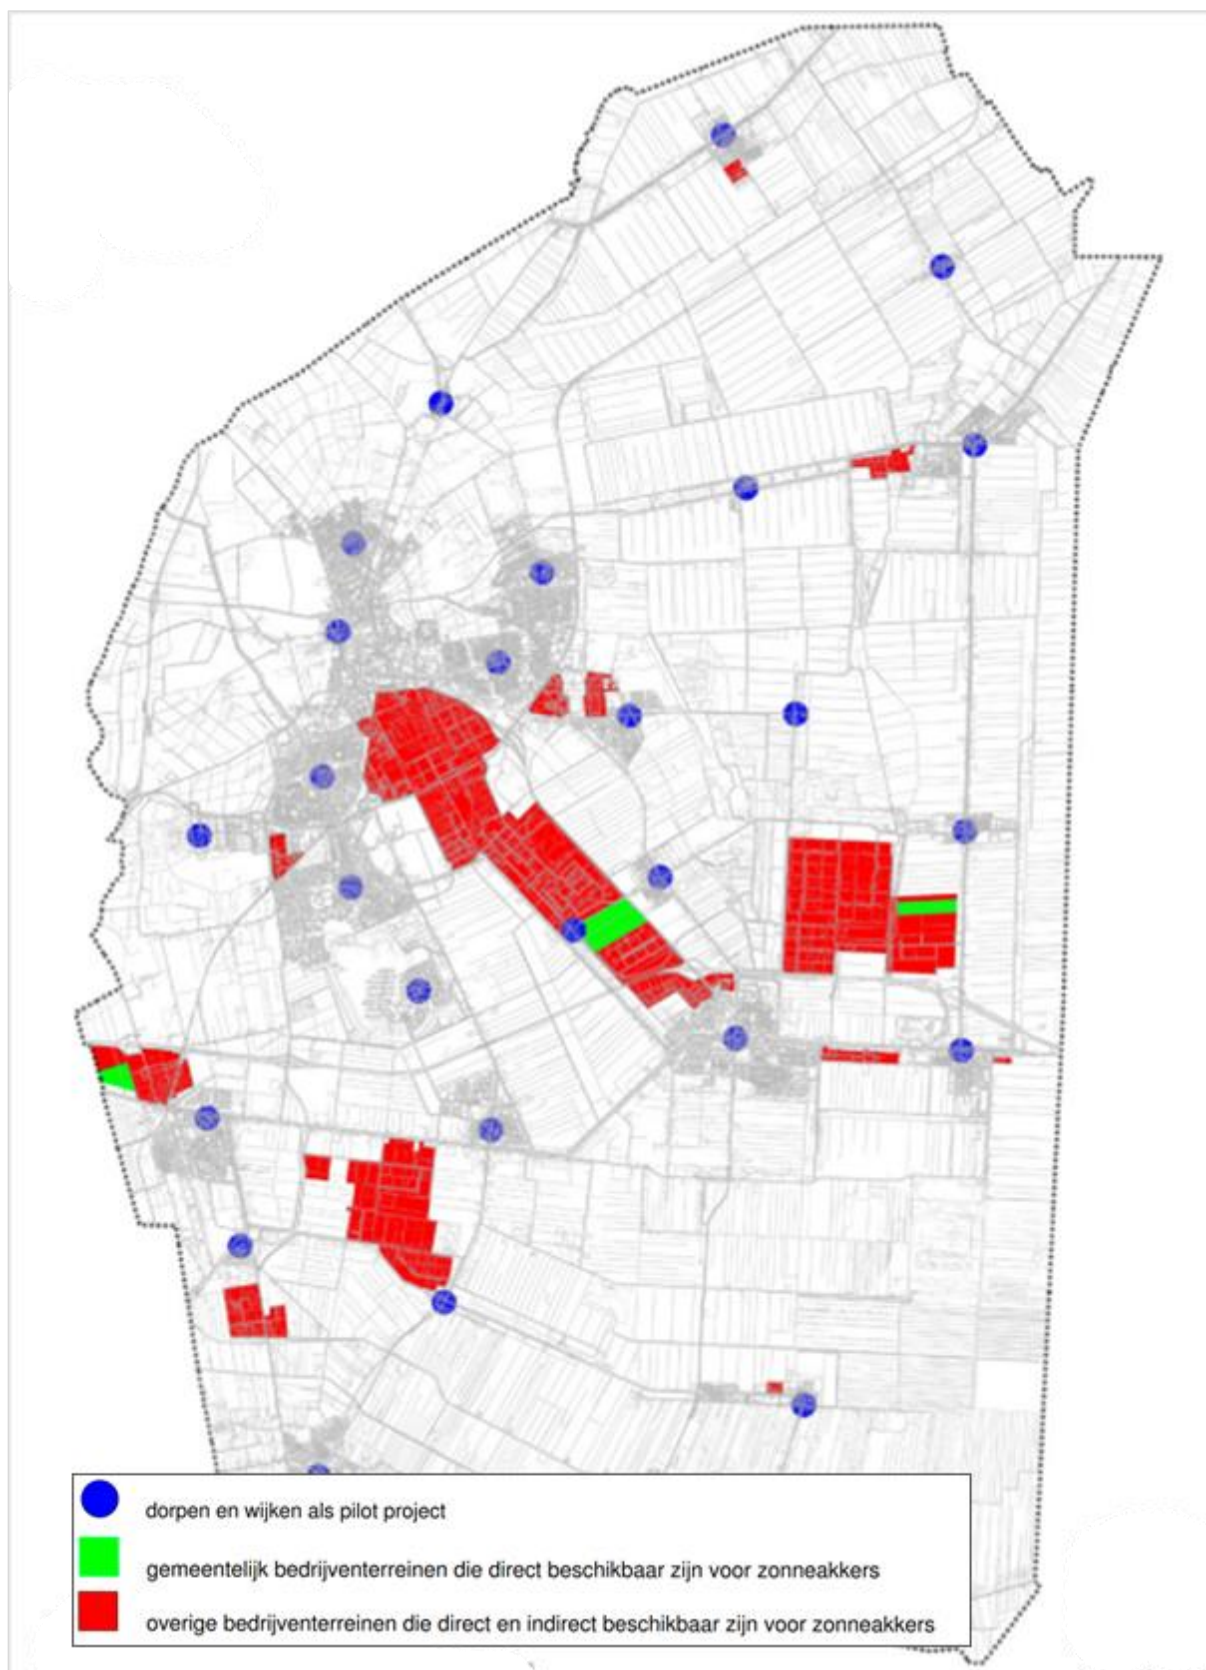 dorpen en wijken als pilot project
gemeentelijk bedrijventerreinen die direct beschikbaar zijn voor zonneakkers
overige bedrijventerreinen die direct en indirect beschikbaar zijn voor zonneakkers